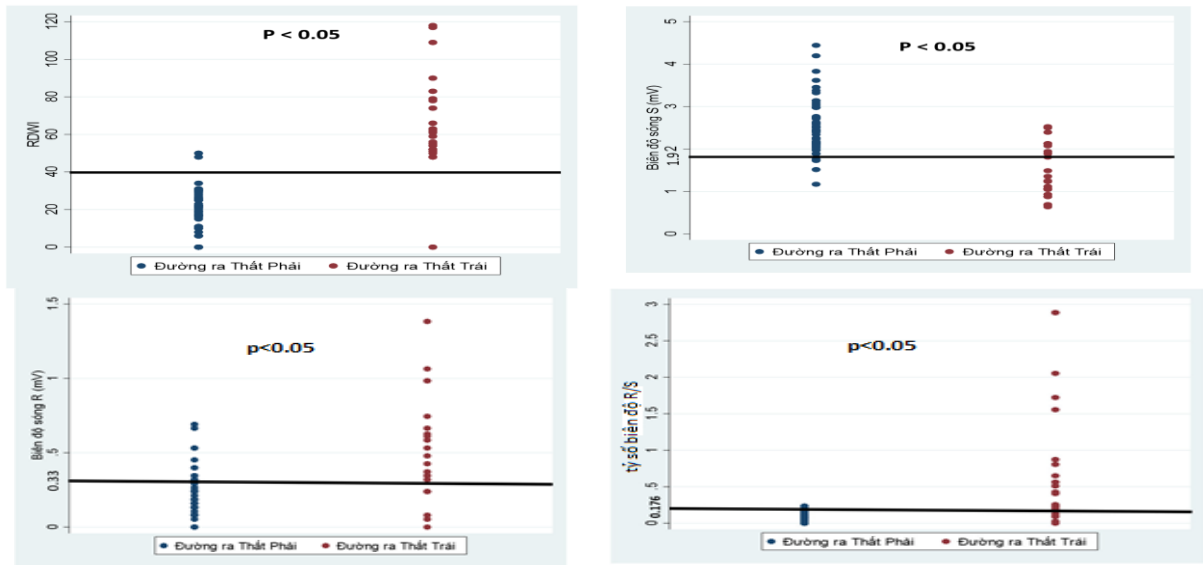 P < 0.05
RDWI
0
20
40
60
80
100
120
Đường ra Thất Phải
Đường ra Thất Trái
P < 0.05
Biên độ sóng S (mV)
0
1
1.92
3
4
5
Đường ra Thất Phải
Đường ra Thất Trái
p<0.05
Biên độ sóng R (mV)
0
0.33
.5
1
1.5
Đường ra Thất Phải
Đường ra Thất Trái
p<0.05
tỷ số biên độ R/S
0
0.176
.5
1
1.5
2
2.5
3
Đường ra Thất Phải
Đường ra Thất Trái